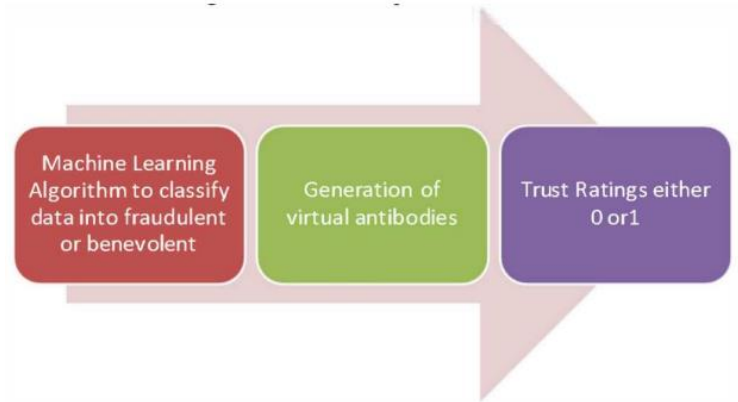 Machine Learning
Algorithm to classify
data into fraudulent
or benevolent
Generation of
virtual antibodies
Trust Ratings either
0 or1